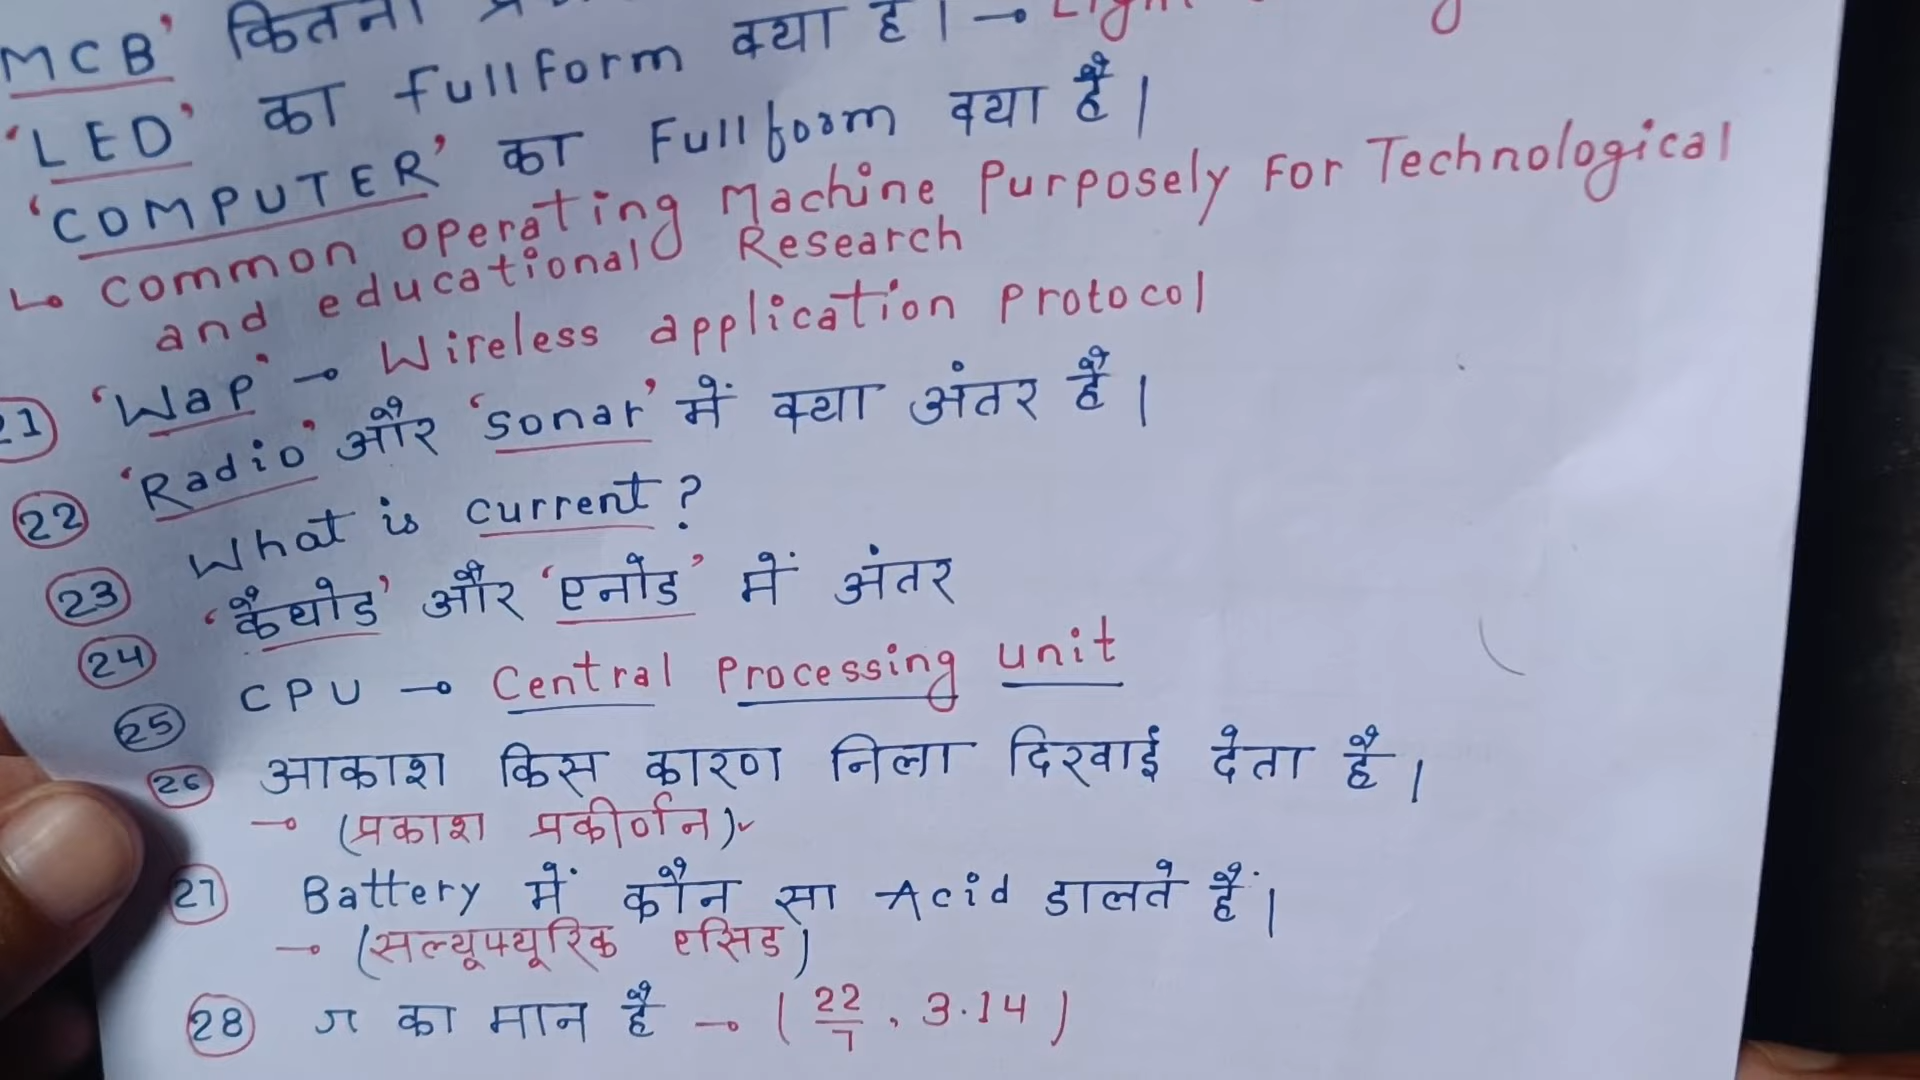 'MCB' कितना
'LED' का fullform क्या है।→ Light
'COMPUTER' का Fullform क्या है।
↳ Common operating Machine Purposely For Technological
and educational Research
21 'Wap' → Wireless application Protocol
22 'Radio' और 'Sonar' में क्या अंतर है।
23 What is current?
24 'कैथोड' और 'एनोड' में अंतर
25 CPU → Central Processing unit
26 आकाश किस कारण निला दिखाई देता है।
→ (प्रकाश प्रकीर्णन)✓
27 Battery में कौन सा Acid डालते हैं।
→ (सल्यूफ्यूरिक एसिड)
28 π का मान है → (22/7, 3.14)